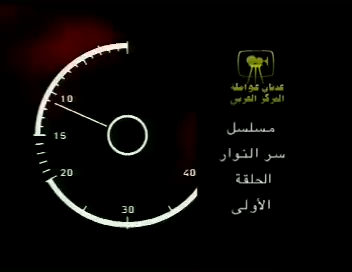 عدنان عواملة
المركز العربي
مسلسل
سر النوار
الحلقة
الأولى
10
15
20
30
40